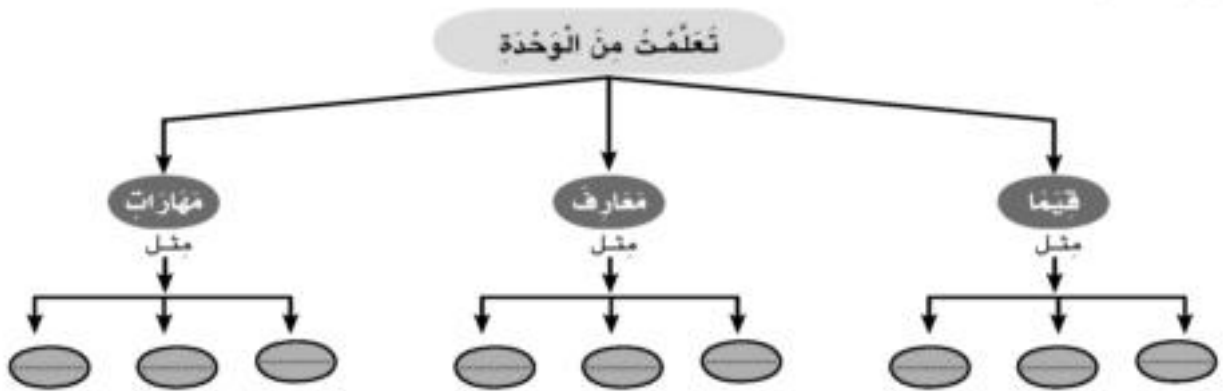 تَعَلَّمْتُ مِنَ الْوَحْدَةِ
قِيَمًا
مَعَارِفَ
مَهَارَاتٍ
مِثْل
مِثْل
مِثْل